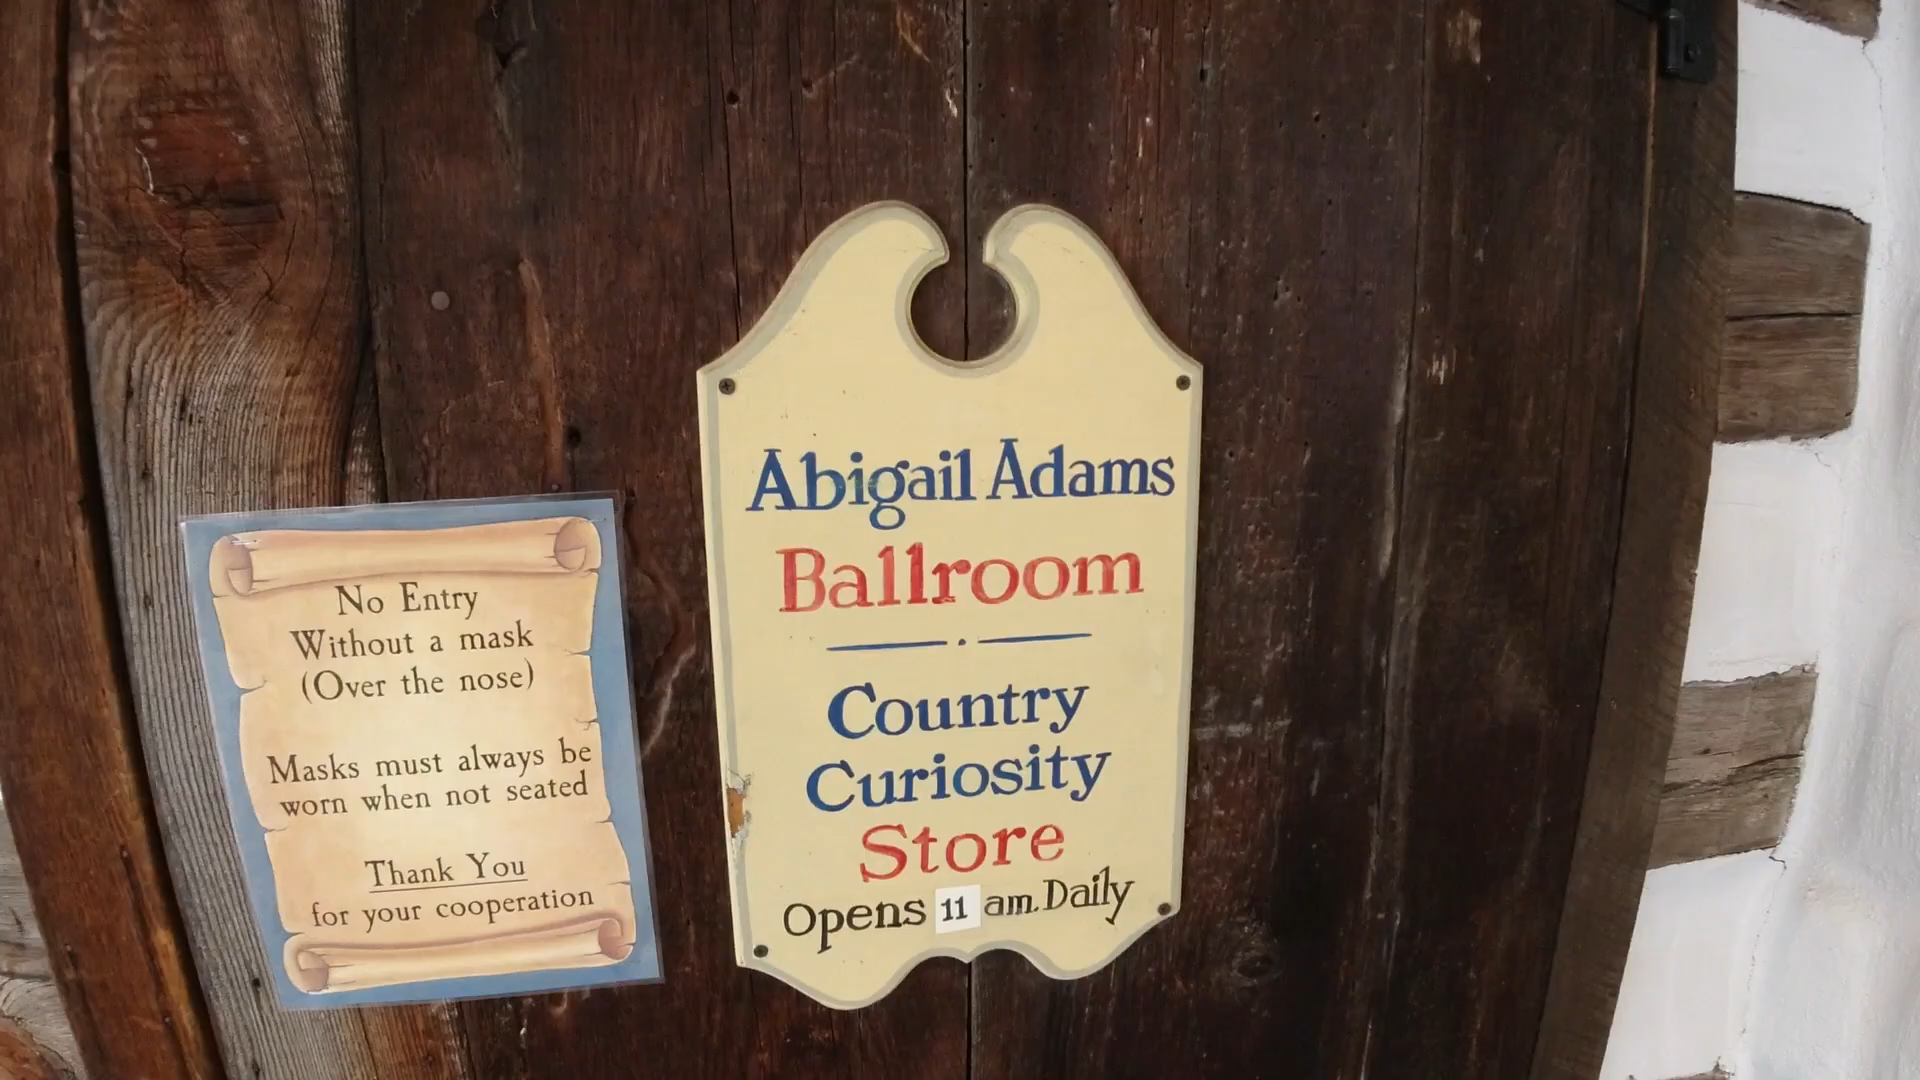 No Entry
Without a mask
(Over the nose)
Masks must always be
worn when not seated
Thank You
for your cooperation
Abigail Adams
Ballroom
Country
Curiosity
Store
Opens 11 am. Daily